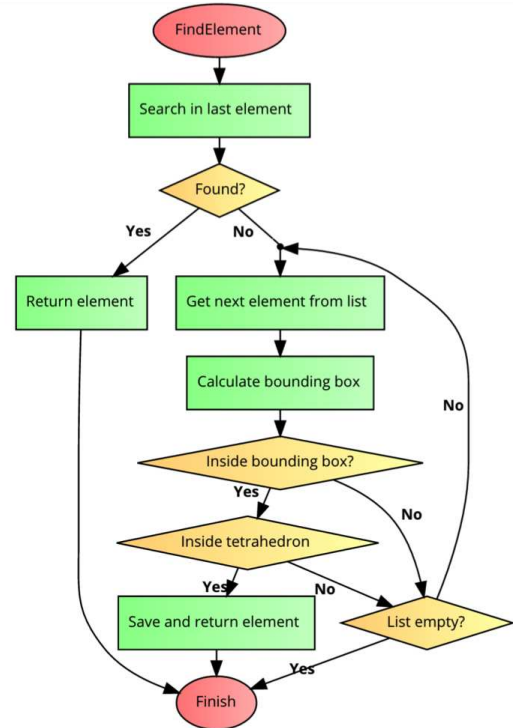 FindElement
Search in last element
Found?
Yes
No
Return element
Get next element from list
Calculate bounding box
No
Inside bounding box?
Yes
No
Inside tetrahedron
Yes
No
Save and return element
List empty?
Yes
Finish